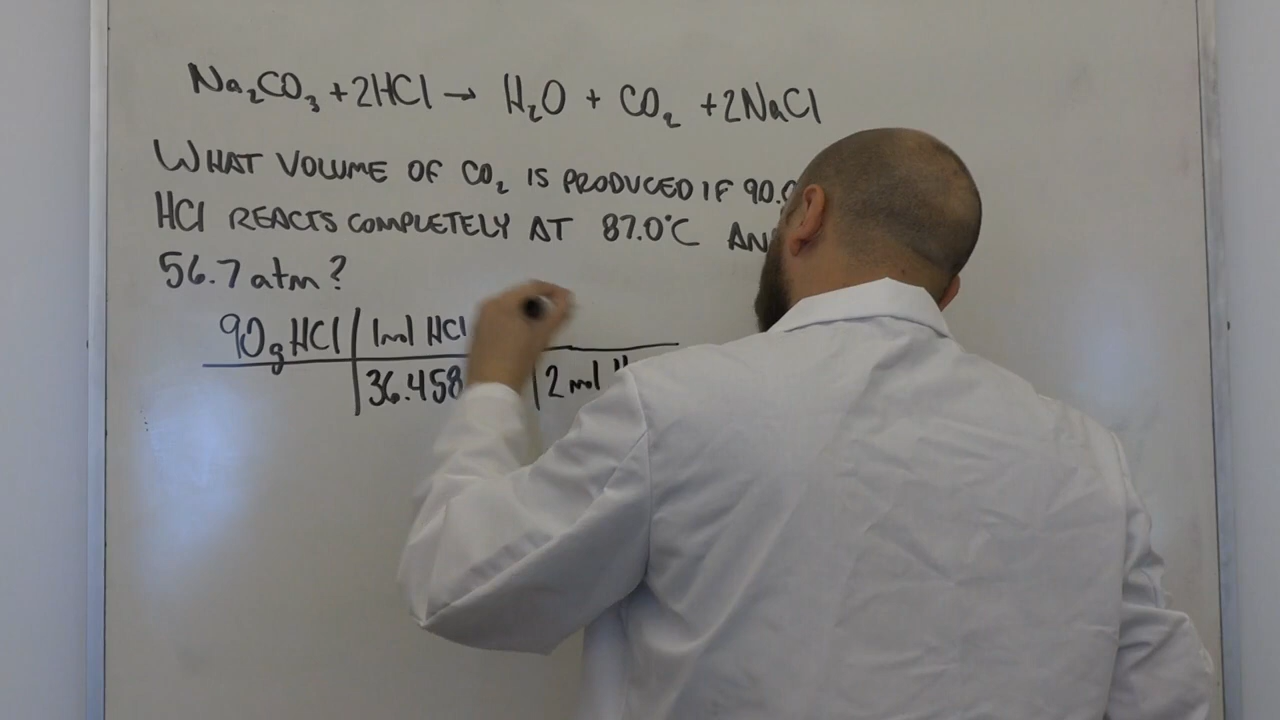 Na₂CO₃ + 2HCl → H₂O + CO₂ + 2NaCl
WHAT VOLUME OF CO₂ IS PRODUCED IF 90.
HCl REACTS COMPLETELY AT 87.0°C
56.7 atm?
90g HCl 1mol HCl
36.458 2 mol